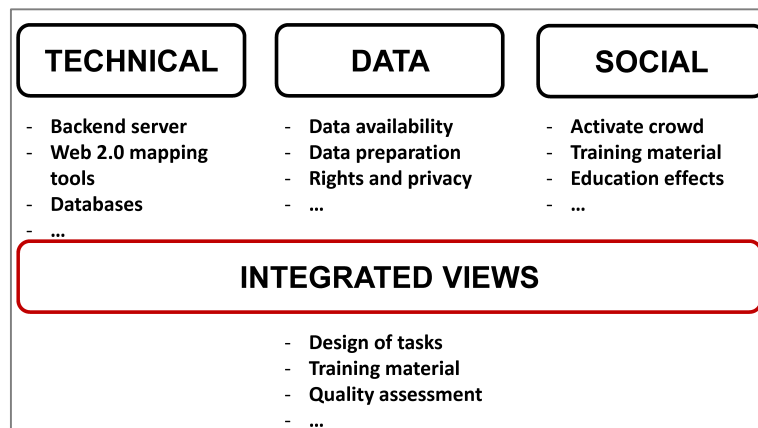 TECHNICAL
- Backend server
- Web 2.0 mapping
tools
- Databases
- …
DATA
- Data availability
- Data preparation
- Rights and privacy
- …
SOCIAL
- Activate crowd
- Training material
- Education effects
- …
INTEGRATED VIEWS
- Design of tasks
- Training material
- Quality assessment
- …